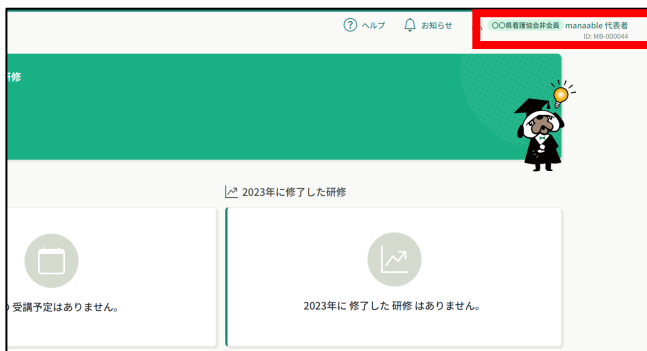 ヘルプ お知らせ 〇〇県看護協会非会員 manaable 代表者
ID: MB-000044
研修
2023年に修了した研修
受講予定はありません。
2023年に 修了した 研修 はありません。